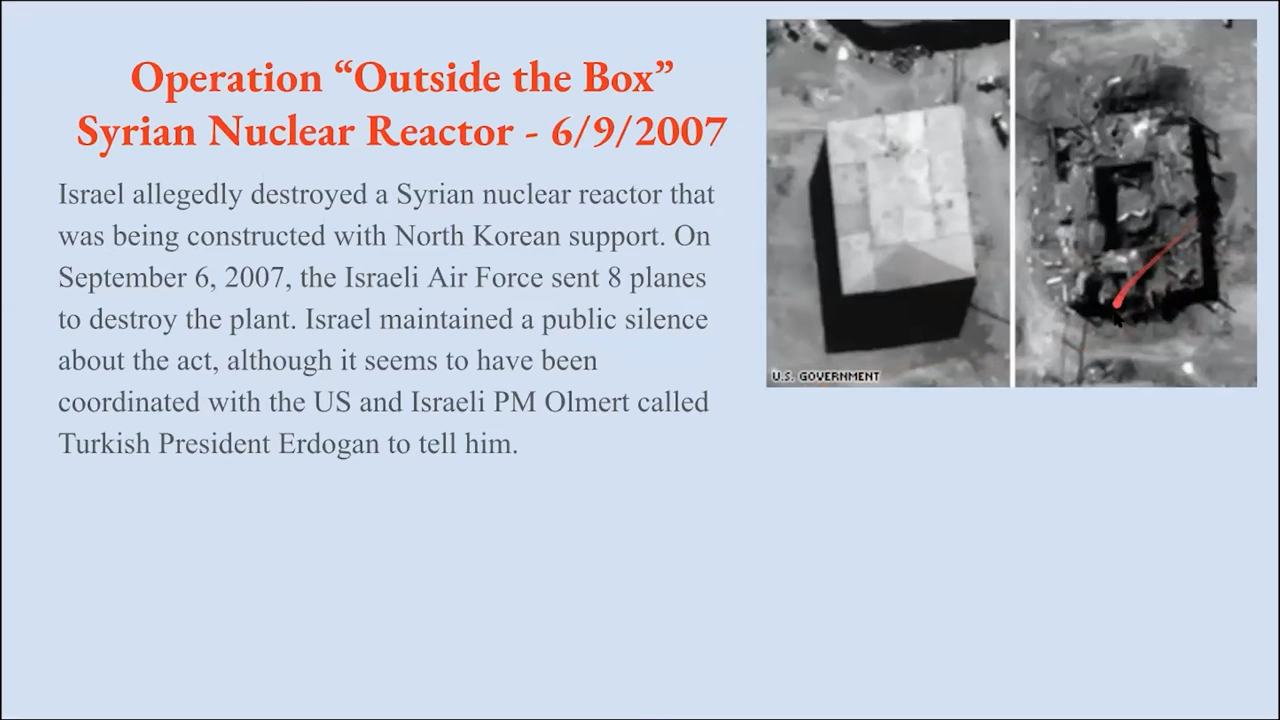 Operation “Outside the Box”
Syrian Nuclear Reactor - 6/9/2007
Israel allegedly destroyed a Syrian nuclear reactor that
was being constructed with North Korean support. On
September 6, 2007, the Israeli Air Force sent 8 planes
to destroy the plant. Israel maintained a public silence
about the act, although it seems to have been
coordinated with the US and Israeli PM Olmert called
Turkish President Erdogan to tell him.
U.S. GOVERNMENT